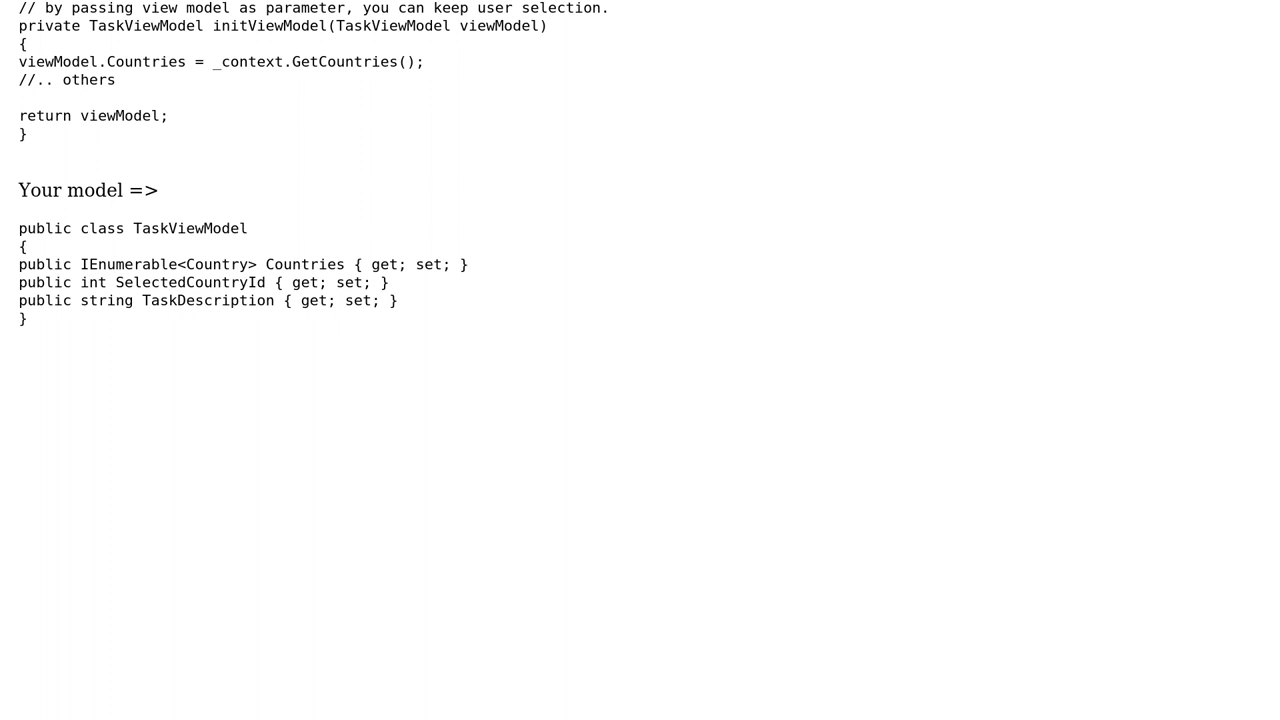 // by passing view model as parameter, you can keep user selection.
private TaskViewModel initViewModel(TaskViewModel viewModel)
{
viewModel.Countries = _context.GetCountries();
//.. others
return viewModel;
}
Your model =>
public class TaskViewModel
{
public IEnumerable<Country> Countries { get; set; }
public int SelectedCountryId { get; set; }
public string TaskDescription { get; set; }
}